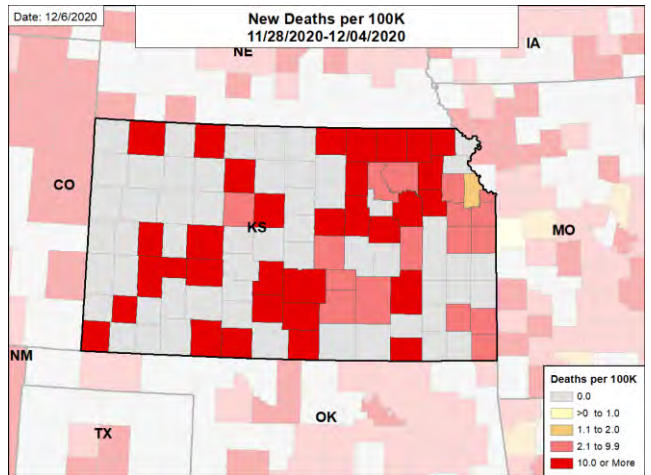 Date: 12/6/2020
New Deaths per 100K
11/28/2020-12/04/2020
NE
IA
CO
KS
MO
NM
OK
TX
Deaths per 100K
0.0
>0 to 1.0
1.1 to 2.0
2.1 to 9.9
10.0 or More